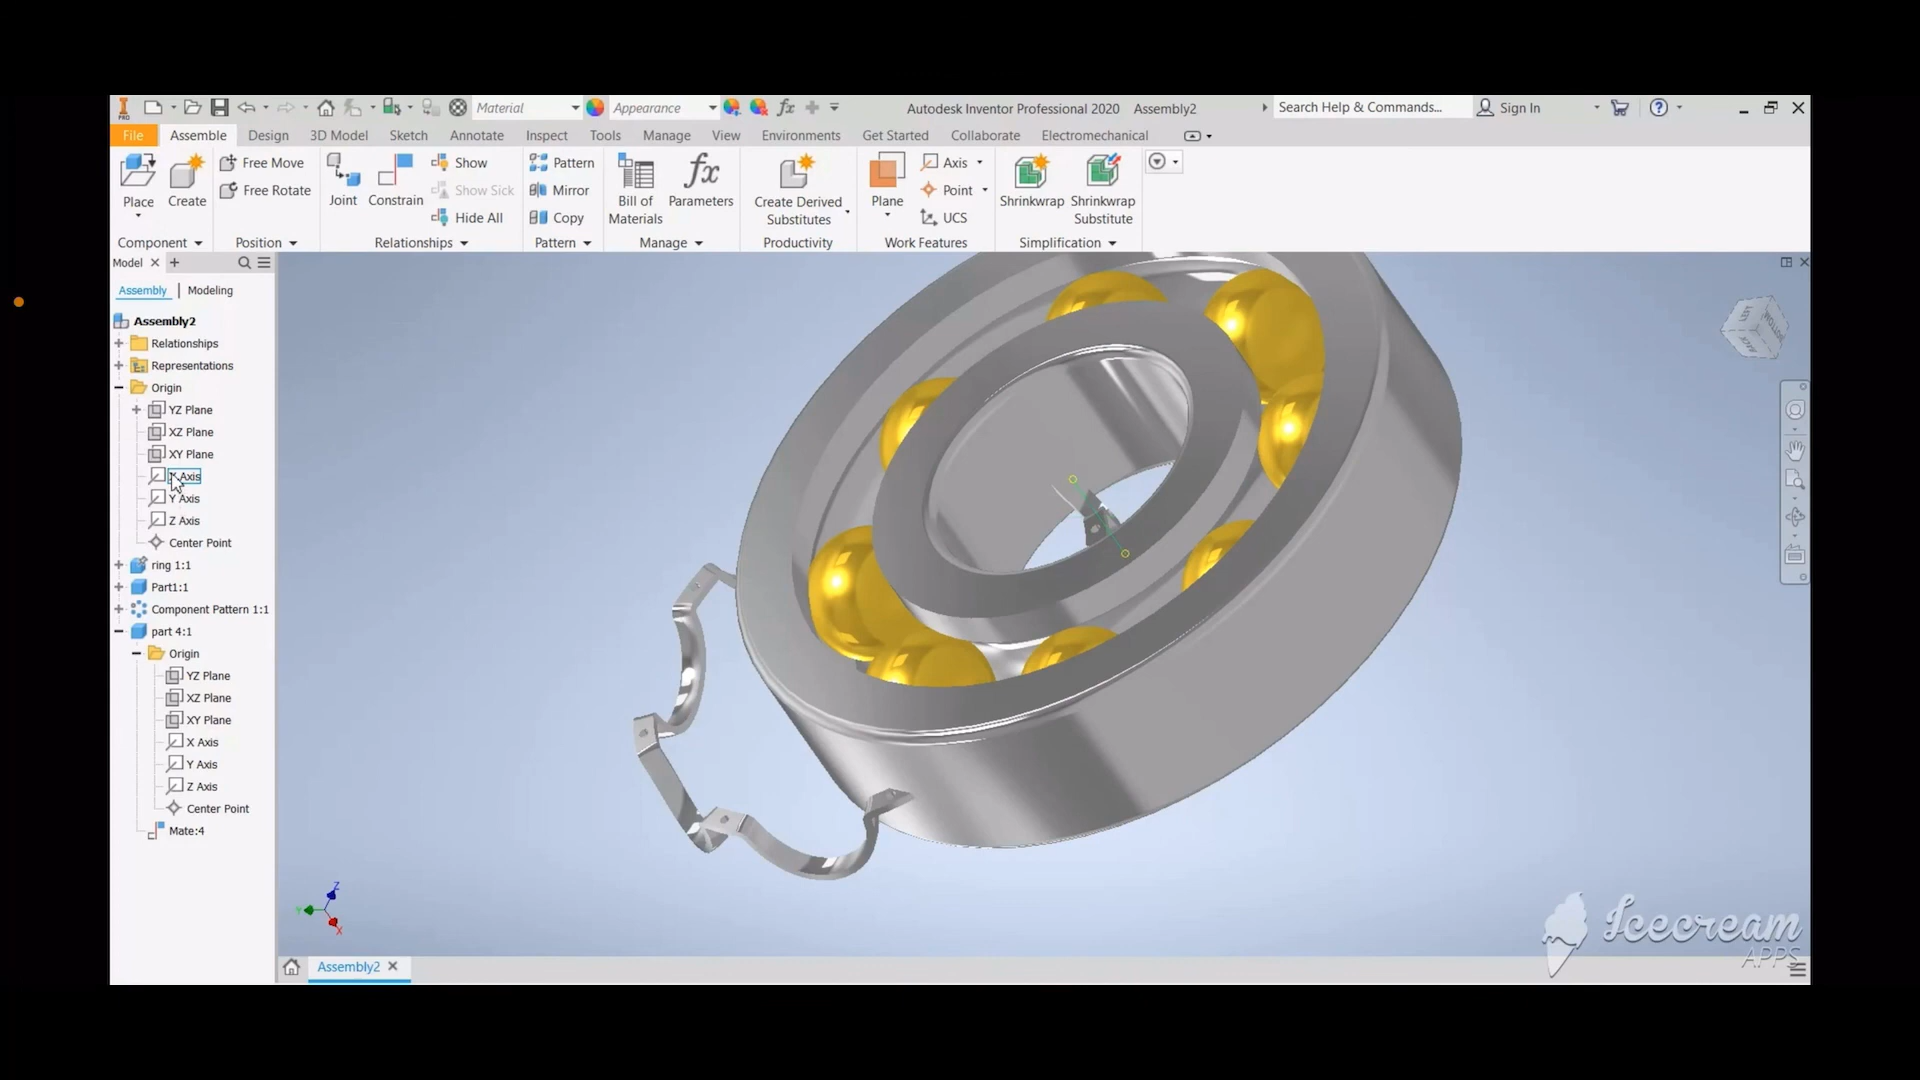 Material
Appearance
Autodesk Inventor Professional 2020 Assembly2
Search Help & Commands...
Sign In
PRO
File Assemble Design 3D Model Sketch Annotate Inspect Tools Manage View Environments Get Started Collaborate Electromechanical
Place
Create
Free Move
Free Rotate
Joint
Constrain
Show
Show Sick
Hide All
Pattern
Mirror
Copy
Bill of
Materials
Parameters
Create Derived
Substitutes
Plane
Axis
Point
UCS
Shrinkwrap
Shrinkwrap
Substitute
Component Position Relationships Pattern Manage Productivity Work Features Simplification
Model
Assembly | Modeling
Assembly2
Relationships
Representations
Origin
YZ Plane
XZ Plane
XY Plane
X Axis
Y Axis
Z Axis
Center Point
ring 1:1
Part1:1
Component Pattern 1:1
part 4:1
Origin
YZ Plane
XZ Plane
XY Plane
X Axis
Y Axis
Z Axis
Center Point
Mate:4
Z
Y
X
BOTTOM
Assembly2
Icecream
APPS